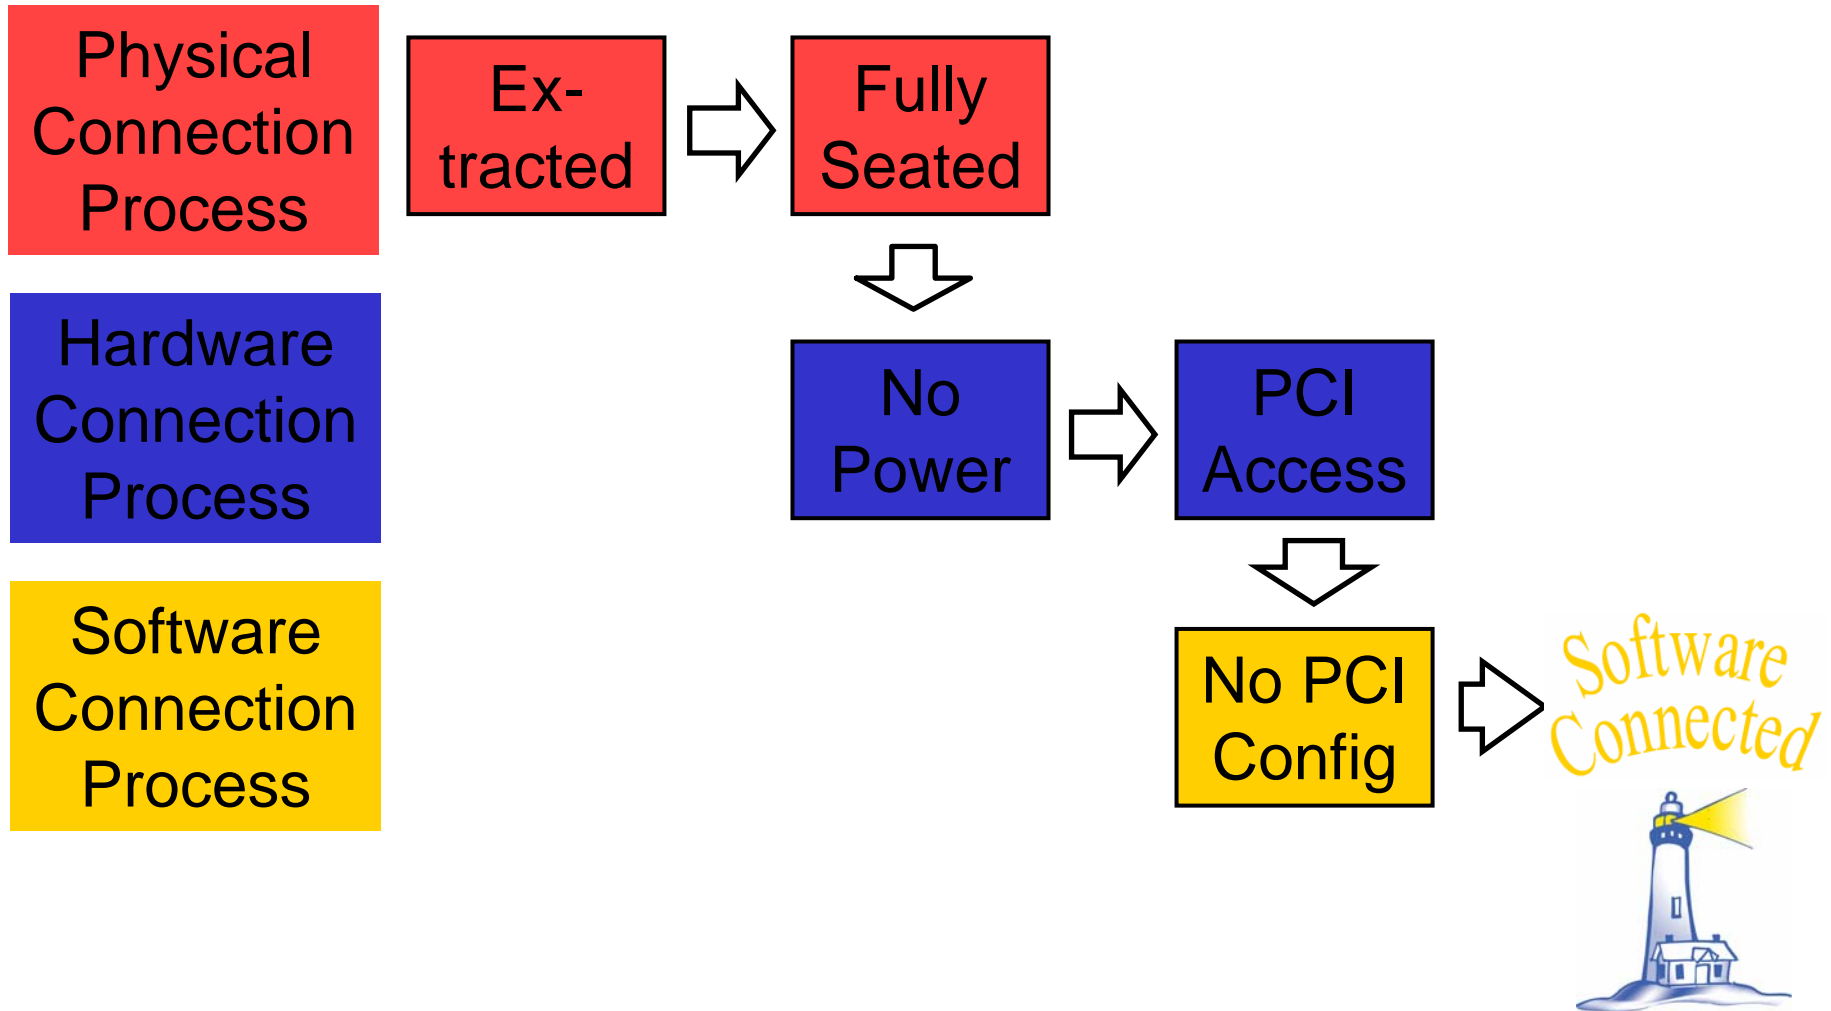 Physical
Connection
Process
Ex-
tracted
Fully
Seated
Hardware
Connection
Process
No
Power
PCI
Access
Software
Connection
Process
No PCI
Config
Software
Connected